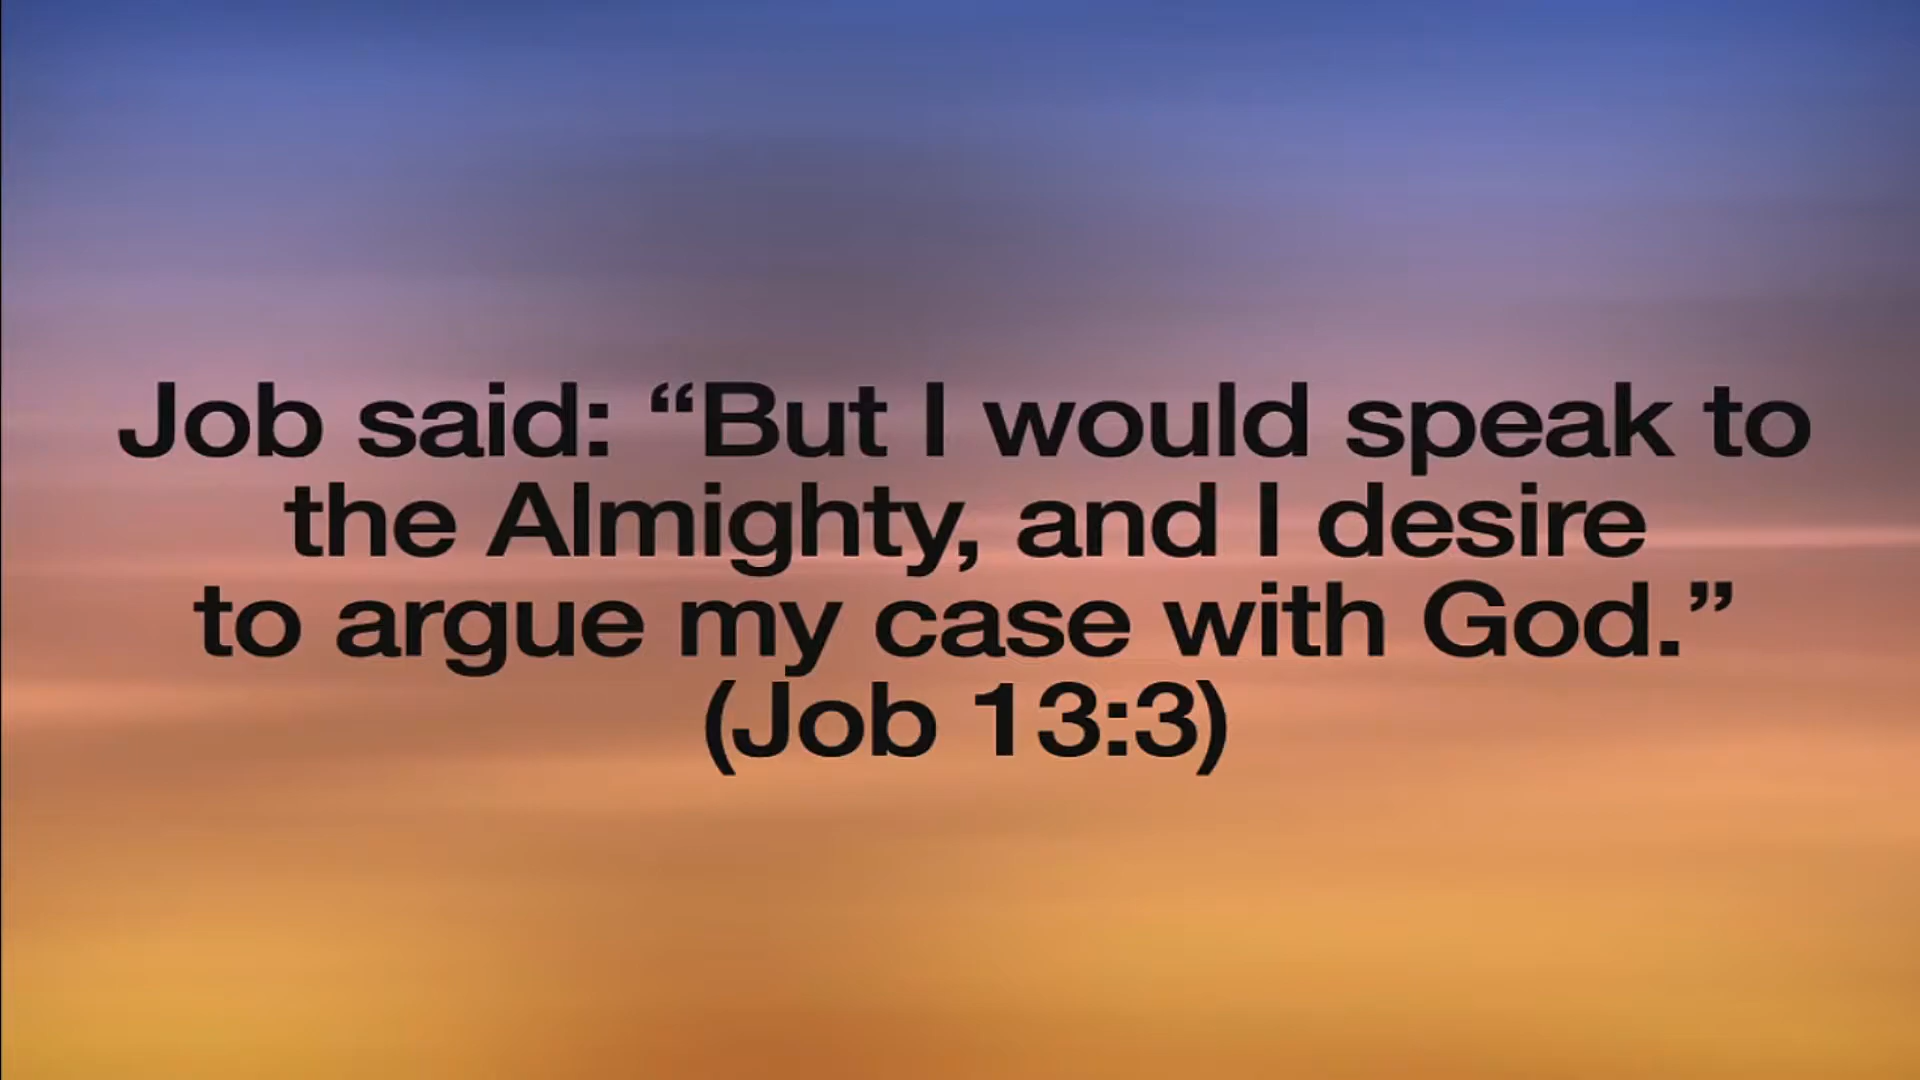 Job said: “But I would speak to
the Almighty, and I desire
to argue my case with God.”
(Job 13:3)